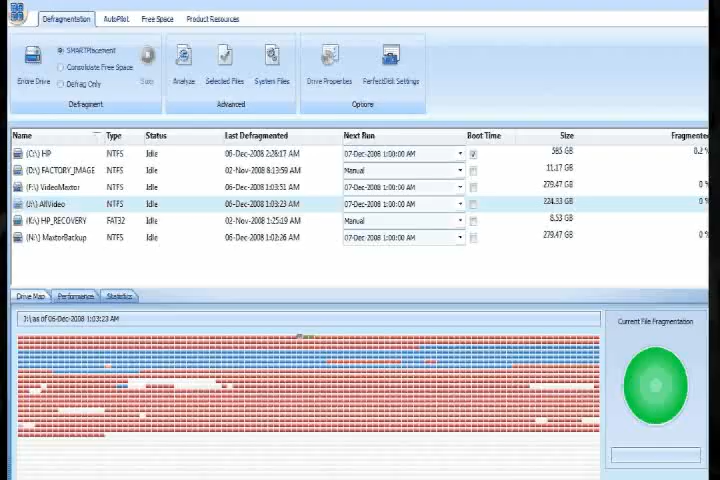 Defragmentation AutoPilot Free Space Product Resources
SMARTPlacement
Consolidate Free Space
Entire Drive Defrag Only Stop Analyze Selected Files System Files Drive Properties PerfectDisk Settings
Defragment Advanced Options
Name Type Status Last Defragmented Next Run Boot Time Size Fragmented
(C:\) HP NTFS Idle 06-Dec-2008 2:26:17 AM 07-Dec-2008 1:00:00 AM 585 GB 0.2 %
(D:\) FACTORY_IMAGE NTFS Idle 02-Nov-2008 8:13:59 AM Manual 11.17 GB
(F:\) VideoMaxtor NTFS Idle 06-Dec-2008 1:03:51 AM 07-Dec-2008 1:00:00 AM 279.47 GB 0 %
(J:\) AllVideo NTFS Idle 06-Dec-2008 1:03:23 AM 07-Dec-2008 1:00:00 AM 224.33 GB 0 %
(K:\) HP_RECOVERY FAT32 Idle 02-Nov-2008 1:25:19 AM Manual 8.53 GB
(N:\) MaxtorBackup NTFS Idle 06-Dec-2008 1:02:26 AM 07-Dec-2008 1:00:00 AM 279.47 GB 0 %
Drive Map Performance Statistics
J:\ as of 06-Dec-2008 1:03:23 AM
Current File Fragmentation